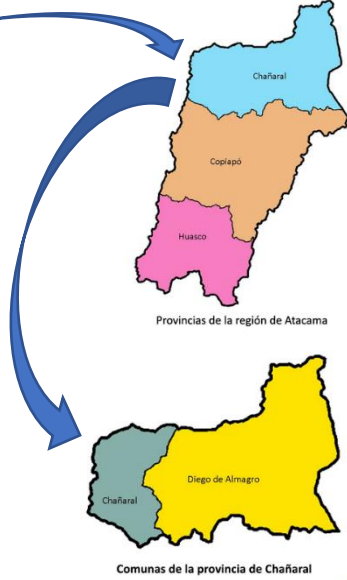 Chañaral
Copiapó
Huasco
Provincias de la región de Atacama
Diego de Almagro
Chañaral
Comunas de la provincia de Chañaral